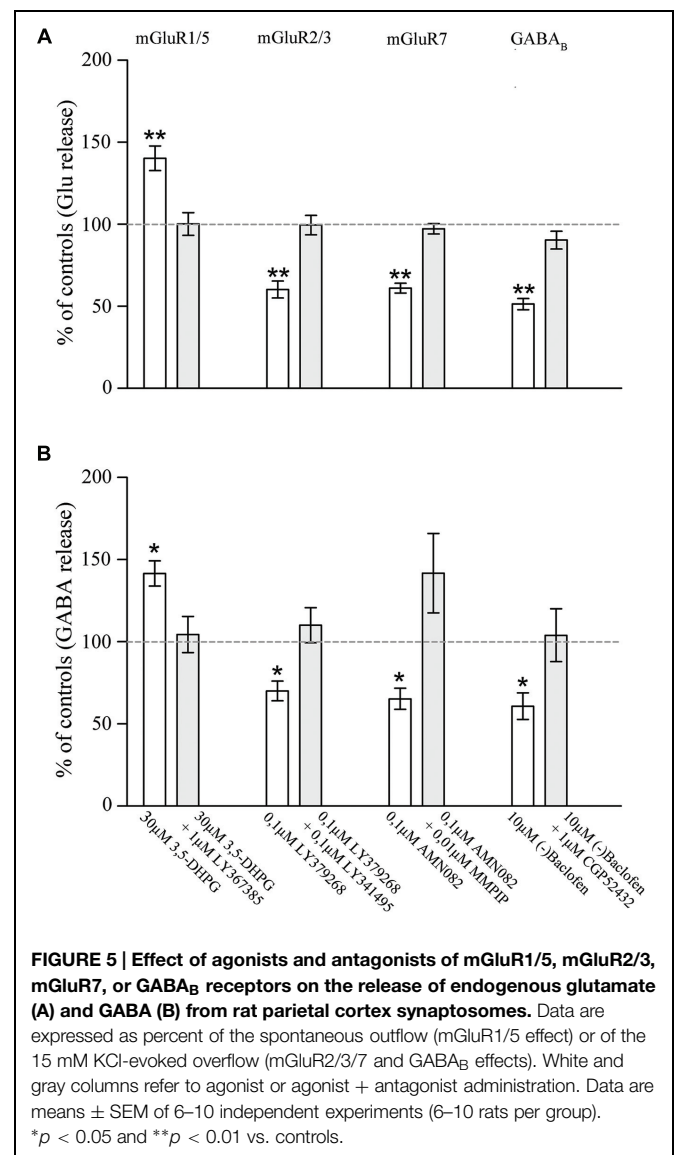 A
mGluR1/5 mGluR2/3 mGluR7 GABA_B
% of controls (Glu release)
200
150
100
50
0
**
**
**
**
B
% of controls (GABA release)
200
150
100
50
0
*
*
*
*
30µM 3,5-DHPG
30µM 3,5-DHPG
+ 1µM LY367385
0,1µM LY379268
0,1µM LY379268
+ 0,1µM LY341495
0,1µM AMN082
0,1µM AMN082
+ 0,01µM MMPIP
10µM (-)Baclofen
10µM (-)Baclofen
+ 1µM CGP52432
FIGURE 5 | Effect of agonists and antagonists of mGluR1/5, mGluR2/3,
mGluR7, or GABA_B receptors on the release of endogenous glutamate
(A) and GABA (B) from rat parietal cortex synaptosomes. Data are
expressed as percent of the spontaneous outflow (mGluR1/5 effect) or of the
15 mM KCl-evoked overflow (mGluR2/3/7 and GABA_B effects). White and
gray columns refer to agonist or agonist + antagonist administration. Data are
means ± SEM of 6–10 independent experiments (6–10 rats per group).
*p < 0.05 and **p < 0.01 vs. controls.